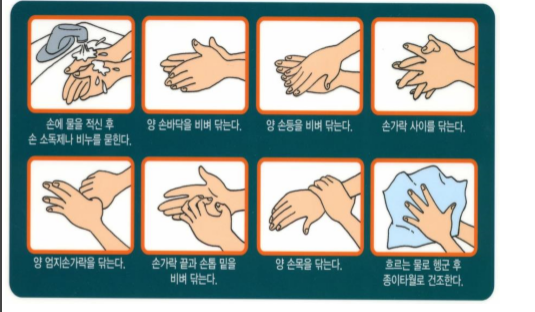 손에 물을 적신 후
손 소독제나 비누를 묻힌다.
양 손바닥을 비벼 닦는다.
양 손등을 비벼 닦는다.
손가락 사이를 닦는다.
양 엄지손가락을 닦는다.
손가락 끝과 손톱 밑을
비벼 닦는다.
양 손목을 닦는다.
흐르는 물로 헹군 후
종이타월로 건조한다.